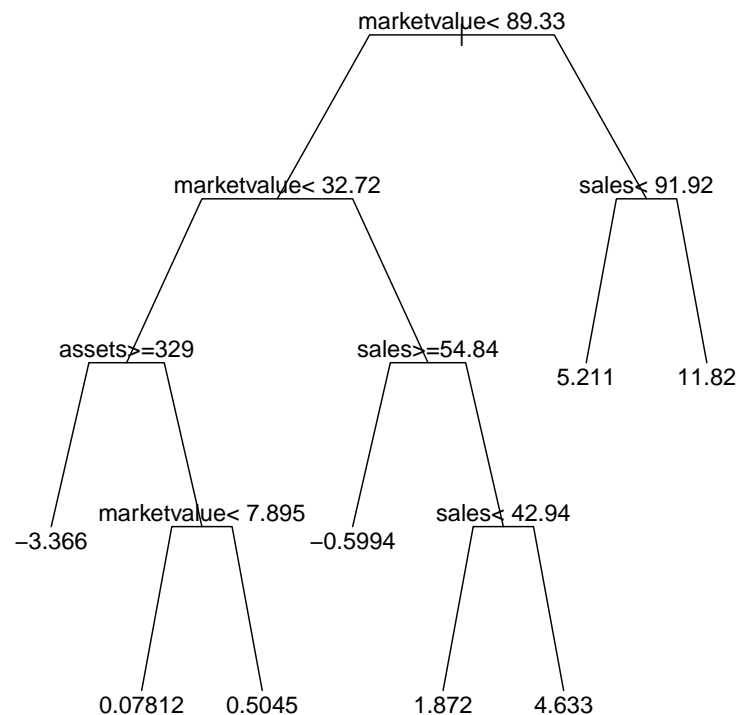 marketvalue< 89.33
marketvalue< 32.72
sales< 91.92
assets>=329
sales>=54.84
5.211
11.82
marketvalue< 7.895
sales< 42.94
−3.366
−0.5994
0.07812
0.5045
1.872
4.633